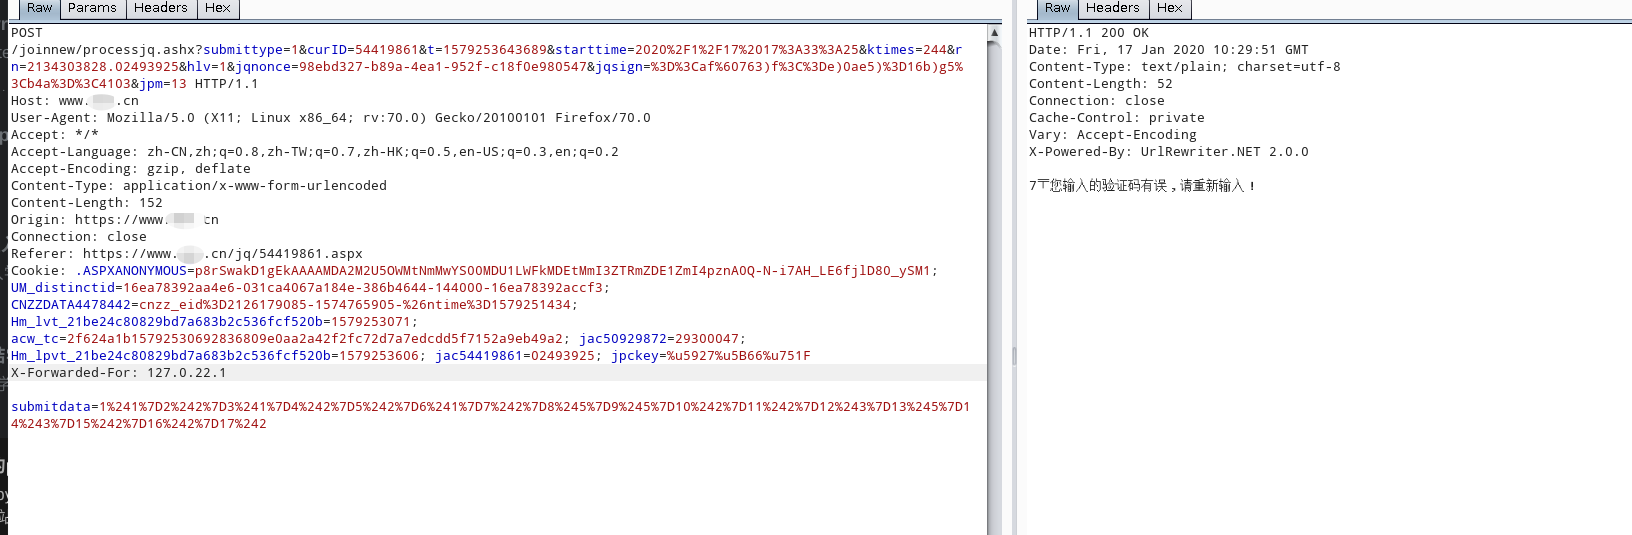 Raw Params Headers Hex
POST
/joinnew/processjq.ashx?submittype=1&curID=54419861&t=1579253643689&starttime=2020%2F1%2F17%2017%3A33%3A25&ktimes=244&r
n=2134303828.02493925&hlv=1&jqnonce=98ebd327-b89a-4ea1-952f-c18f0e980547&jqsign=%3D%3Caf%60763)f%3C%3De)0ae5)%3D16b)g5%
3Cb4a%3D%3C4103&jpm=13 HTTP/1.1
Host: www. .cn
User-Agent: Mozilla/5.0 (X11; Linux x86_64; rv:70.0) Gecko/20100101 Firefox/70.0
Accept: */*
Accept-Language: zh-CN,zh;q=0.8,zh-TW;q=0.7,zh-HK;q=0.5,en-US;q=0.3,en;q=0.2
Accept-Encoding: gzip, deflate
Content-Type: application/x-www-form-urlencoded
Content-Length: 152
Origin: https://www. cn
Connection: close
Referer: https://www. .cn/jq/54419861.aspx
Cookie: .ASPXANONYMOUS=p8rSwakD1gEkAAAAMDA2M2U5OWMtNmMwYS00MDU1LWFkMDEtMmI3ZTRmZDE1ZmI4pznA0Q-N-i7AH_LE6fjlD8O_ySM1;
UM_distinctid=16ea78392aa4e6-031ca4067a184e-386b4644-144000-16ea78392accf3;
CNZZDATA4478442=cnzz_eid%3D2126179085-1574765905-%26ntime%3D1579251434;
Hm_lvt_21be24c80829bd7a683b2c536fcf520b=1579253071;
acw_tc=2f624a1b15792530692836809e0aa2a42f2fc72d7a7edcdd5f7152a9eb49a2; jac50929872=29300047;
Hm_lpvt_21be24c80829bd7a683b2c536fcf520b=1579253606; jac54419861=02493925; jpckey=%u5927%u5B66%u751F
X-Forwarded-For: 127.0.22.1
submitdata=1%241%7D2%242%7D3%241%7D4%242%7D5%242%7D6%241%7D7%242%7D8%245%7D9%245%7D10%242%7D11%242%7D12%243%7D13%245%7D1
4%243%7D15%242%7D16%242%7D17%242
Raw Headers Hex
HTTP/1.1 200 OK
Date: Fri, 17 Jan 2020 10:29:51 GMT
Content-Type: text/plain; charset=utf-8
Content-Length: 52
Connection: close
Cache-Control: private
Vary: Accept-Encoding
X-Powered-By: UrlRewriter.NET 2.0.0
7〒您输入的验证码有误，请重新输入！